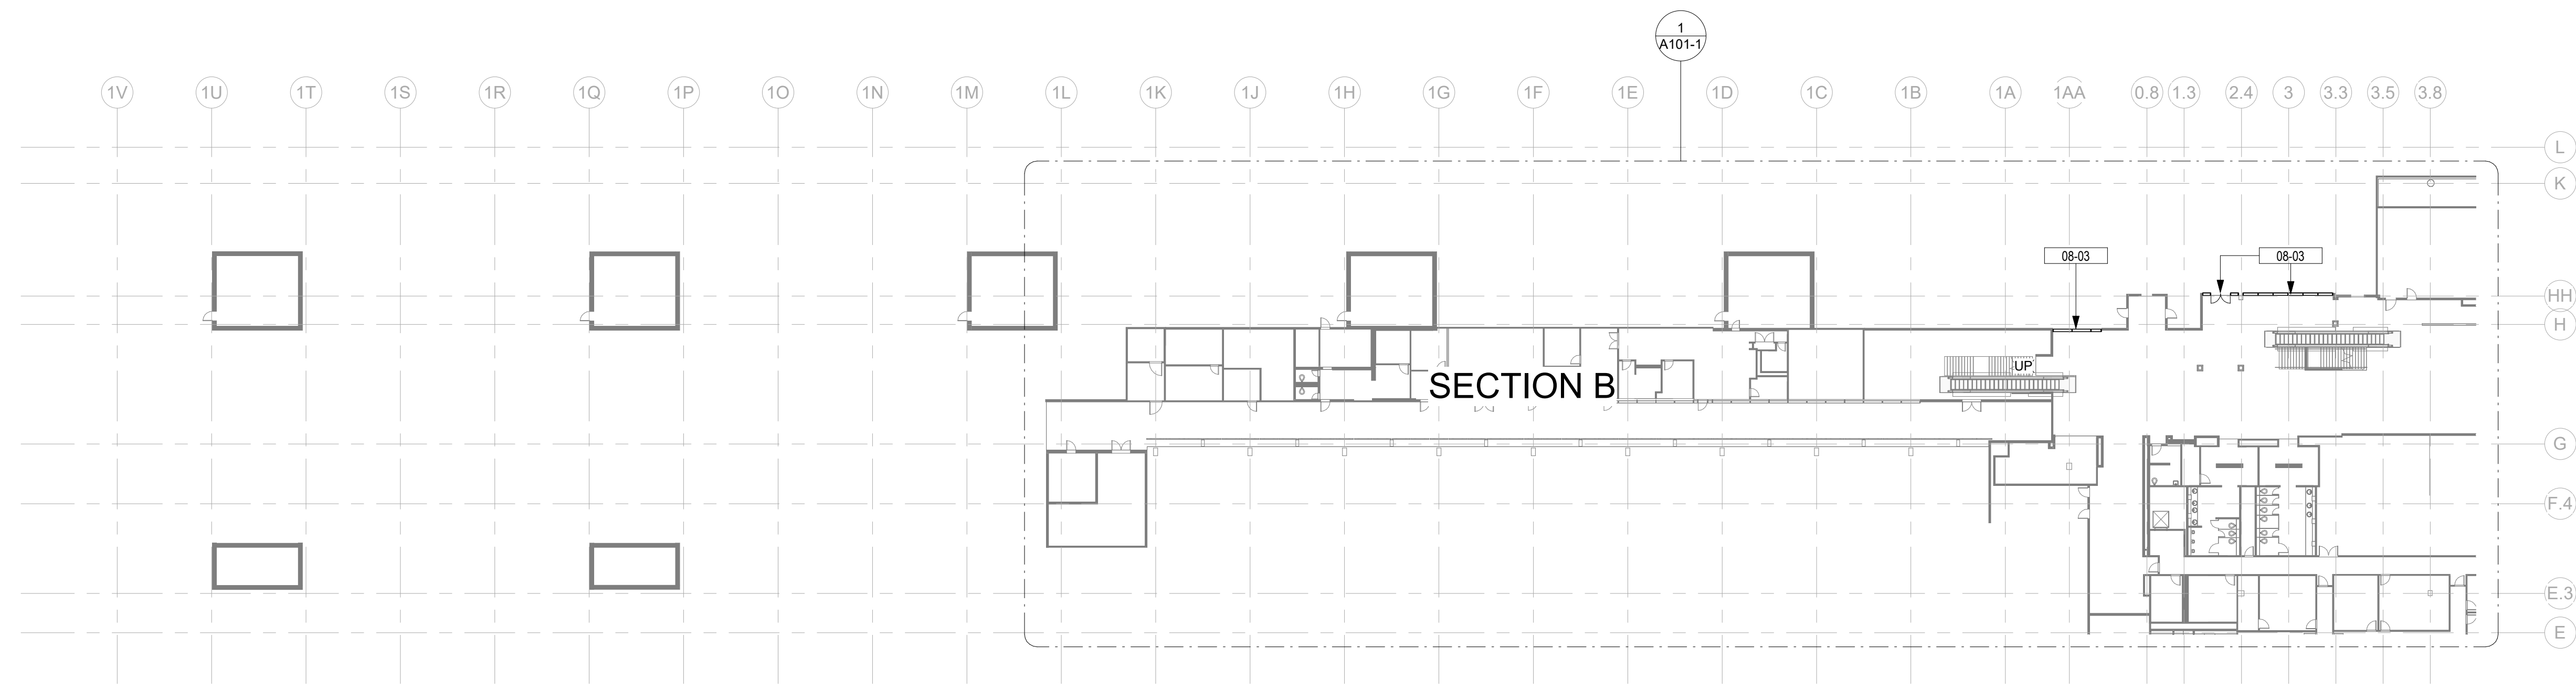 1
A101-1
1V 1U 1T 1S 1R 1Q 1P 1O 1N 1M 1L 1K 1J 1H 1G 1F 1E 1D 1C 1B 1A 1AA 0.8 1.3 2.4 3 3.3 3.5 3.8
L
K
08-03 08-03
HH
H
UP
SECTION B
G
F.4
E.3
E